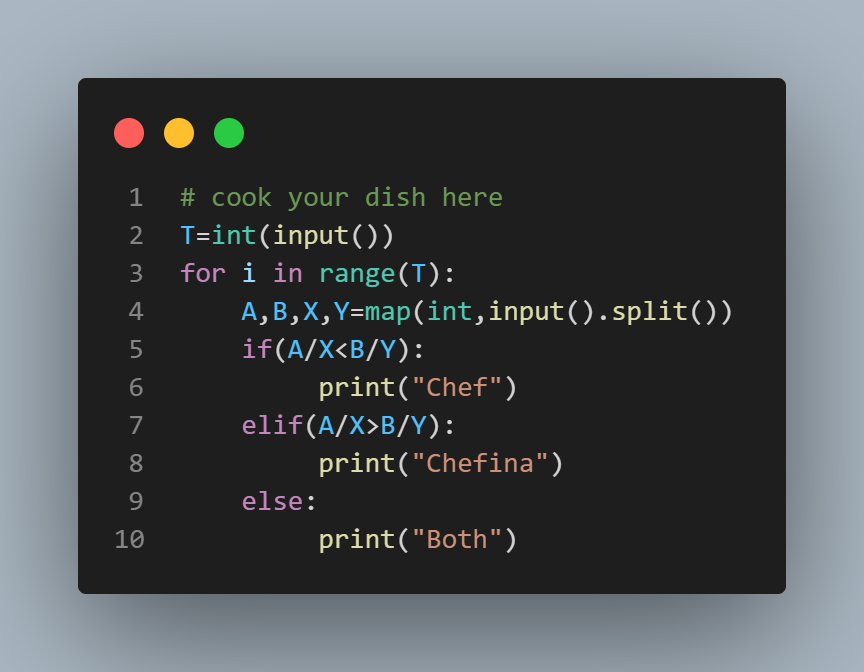 1 # cook your dish here
2 T=int(input())
3 for i in range(T):
4     A,B,X,Y=map(int,input().split())
5     if(A/X<B/Y):
6          print("Chef")
7     elif(A/X>B/Y):
8          print("Chefina")
9     else:
10          print("Both")